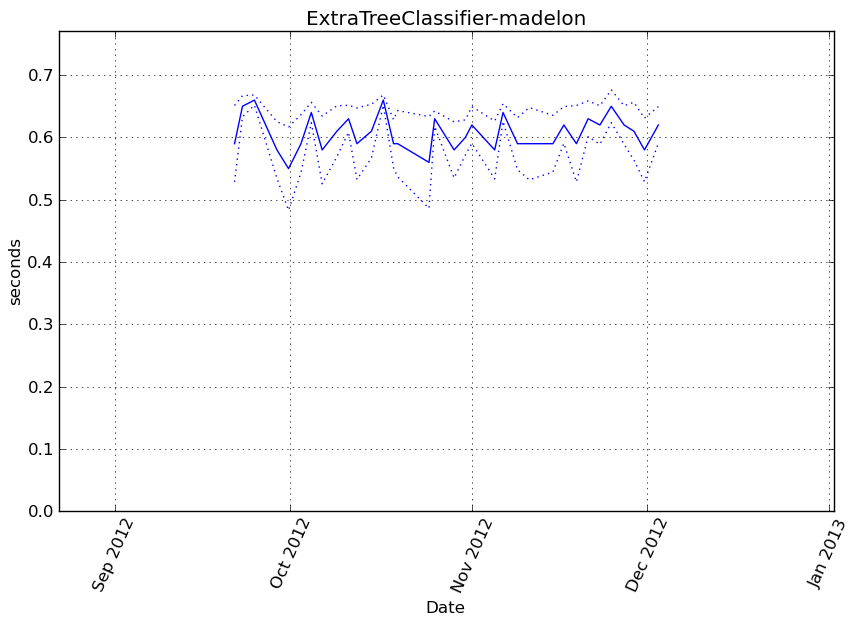 ExtraTreeClassifier-madelon
seconds
0.7
0.6
0.5
0.4
0.3
0.2
0.1
0.0
Sep 2012
Oct 2012
Nov 2012
Dec 2012
Jan 2013
Date